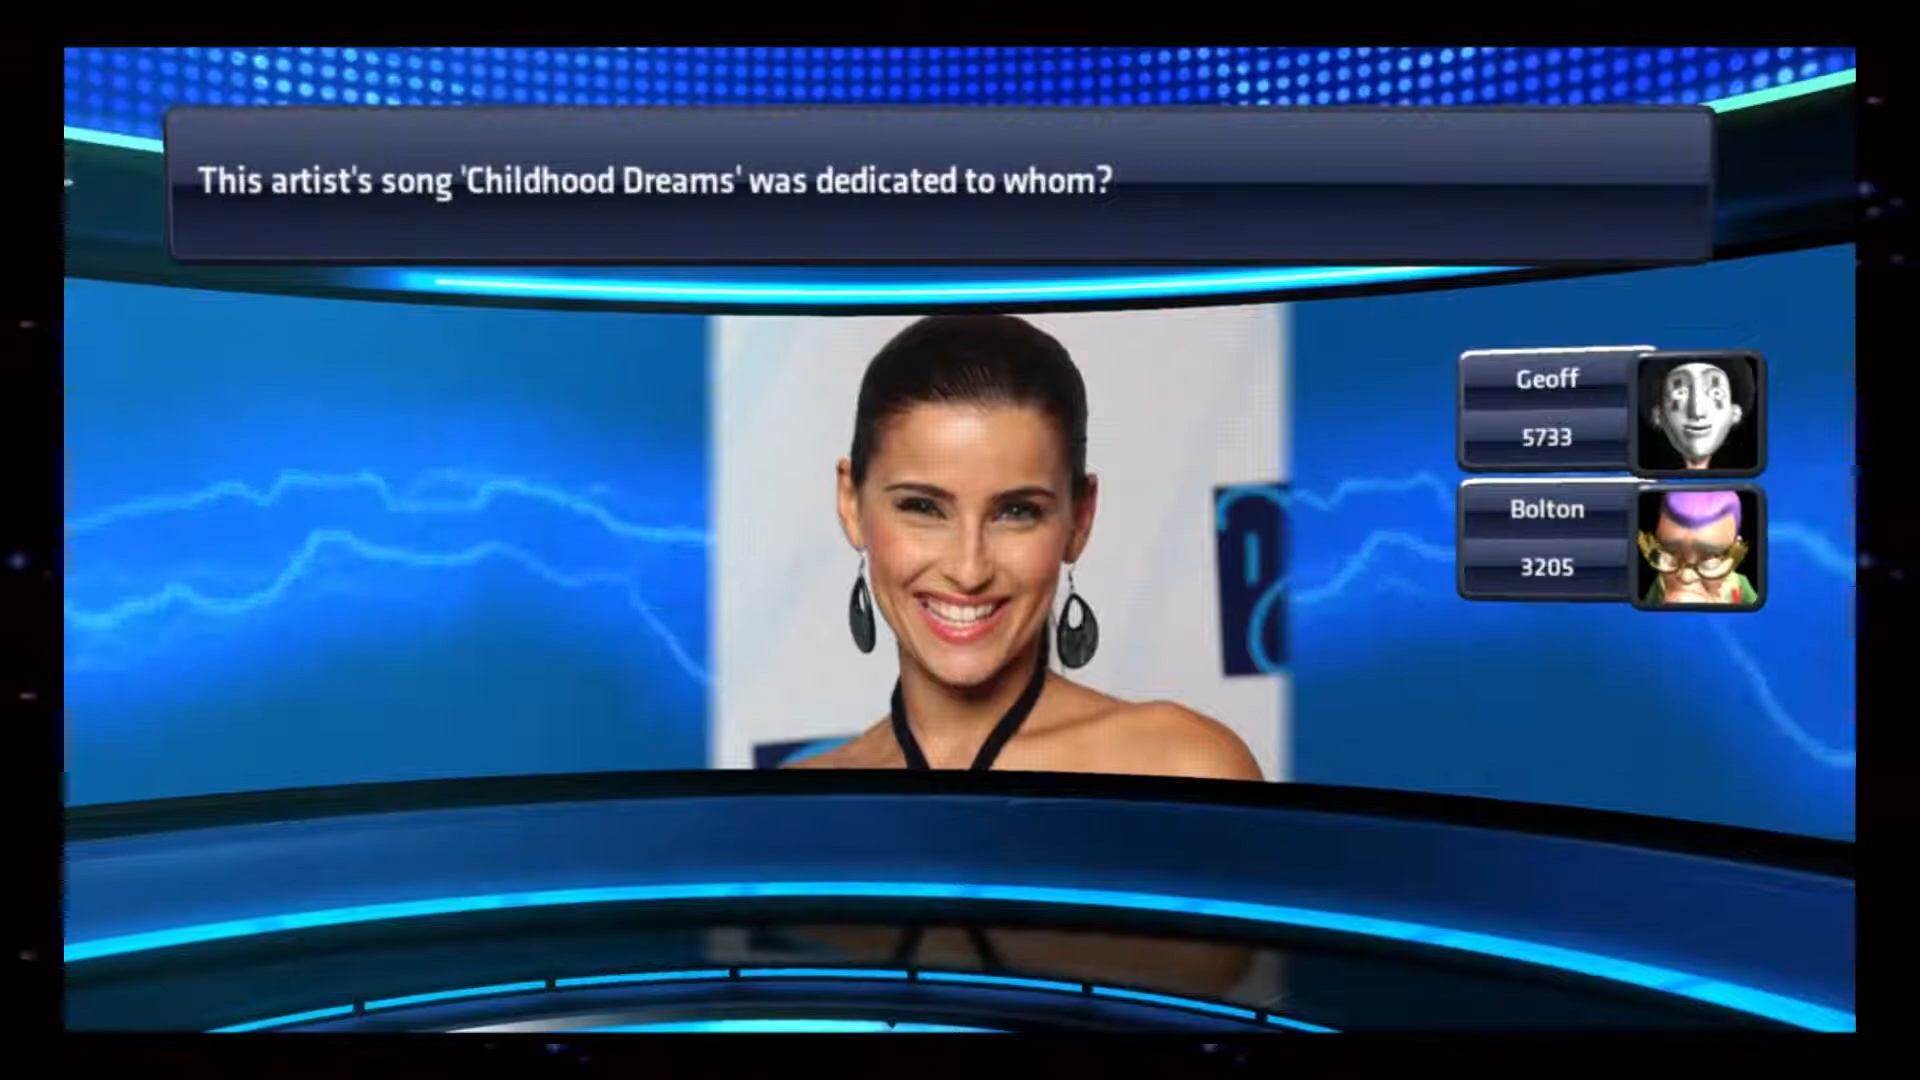 This artist's song 'Childhood Dreams' was dedicated to whom?
Geoff
5733
Bolton
3205